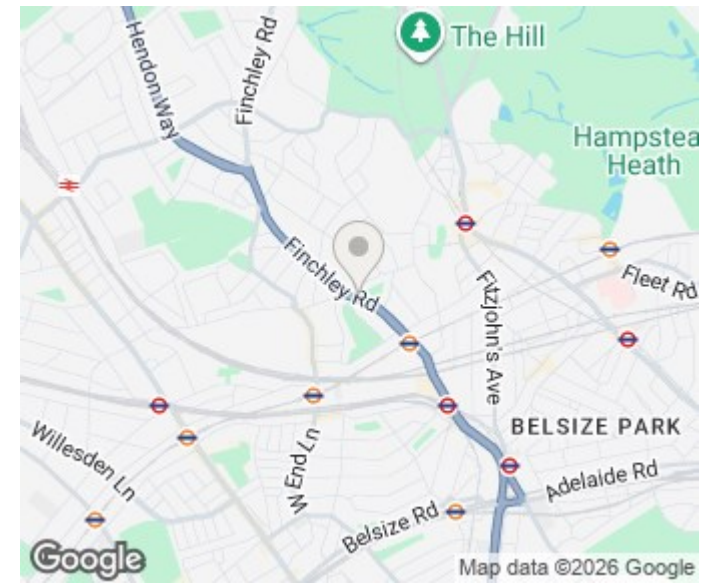 Hendon Way
Finchley Rd
The Hill
Hampstea
Heath
Finchley Rd
Fitzjohn's Ave
Fleet Rd
BELSIZE PARK
Willesden Ln
W End Ln
Adelaide Rd
Belsize Rd
Google
Map data ©2026 Google